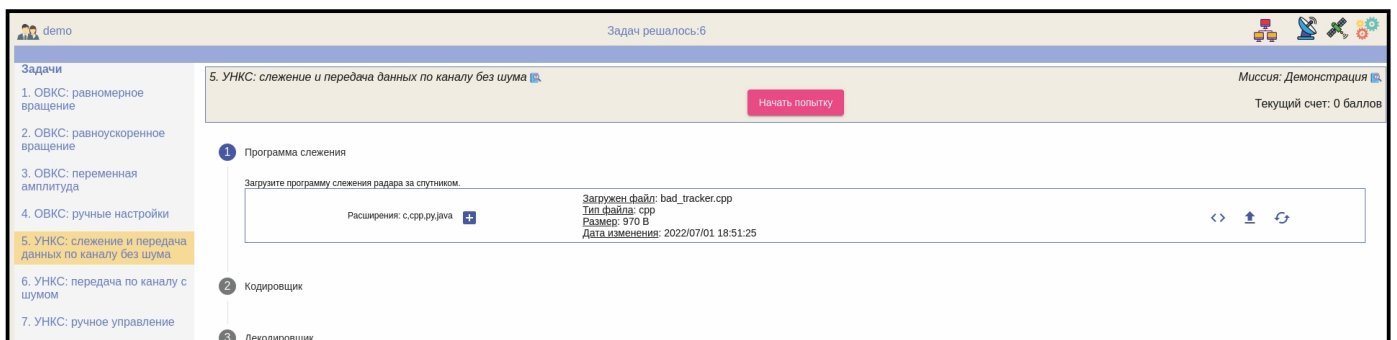 demo
Задач решалось:6
Задачи
1. ОВКС: равномерное
вращение
2. ОВКС: равноускоренное
вращение
3. ОВКС: переменная
амплитуда
4. ОВКС: ручные настройки
5. УНКС: слежение и передача
данных по каналу без шума
6. УНКС: передача по каналу с
шумом
7. УНКС: ручное управление
5. УНКС: слежение и передача данных по каналу без шума
Миссия: Демонстрация
Начать попытку
Текущий счет: 0 баллов
1 Программа слежения
Загрузите программу слежения радара за спутником.
Расширения: c,cpp,py,java
Загружен файл: bad_tracker.cpp
Тип файла: cpp
Размер: 970 B
Дата изменения: 2022/07/01 18:51:25
2 Кодировщик
3 Декодировщик